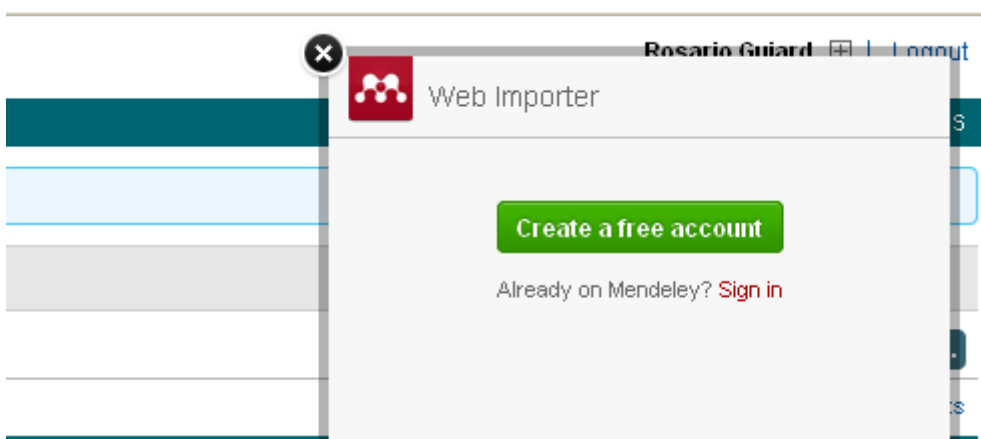 Rosario Guiard | Logout
Web Importer
Create a free account
Already on Mendeley? Sign in